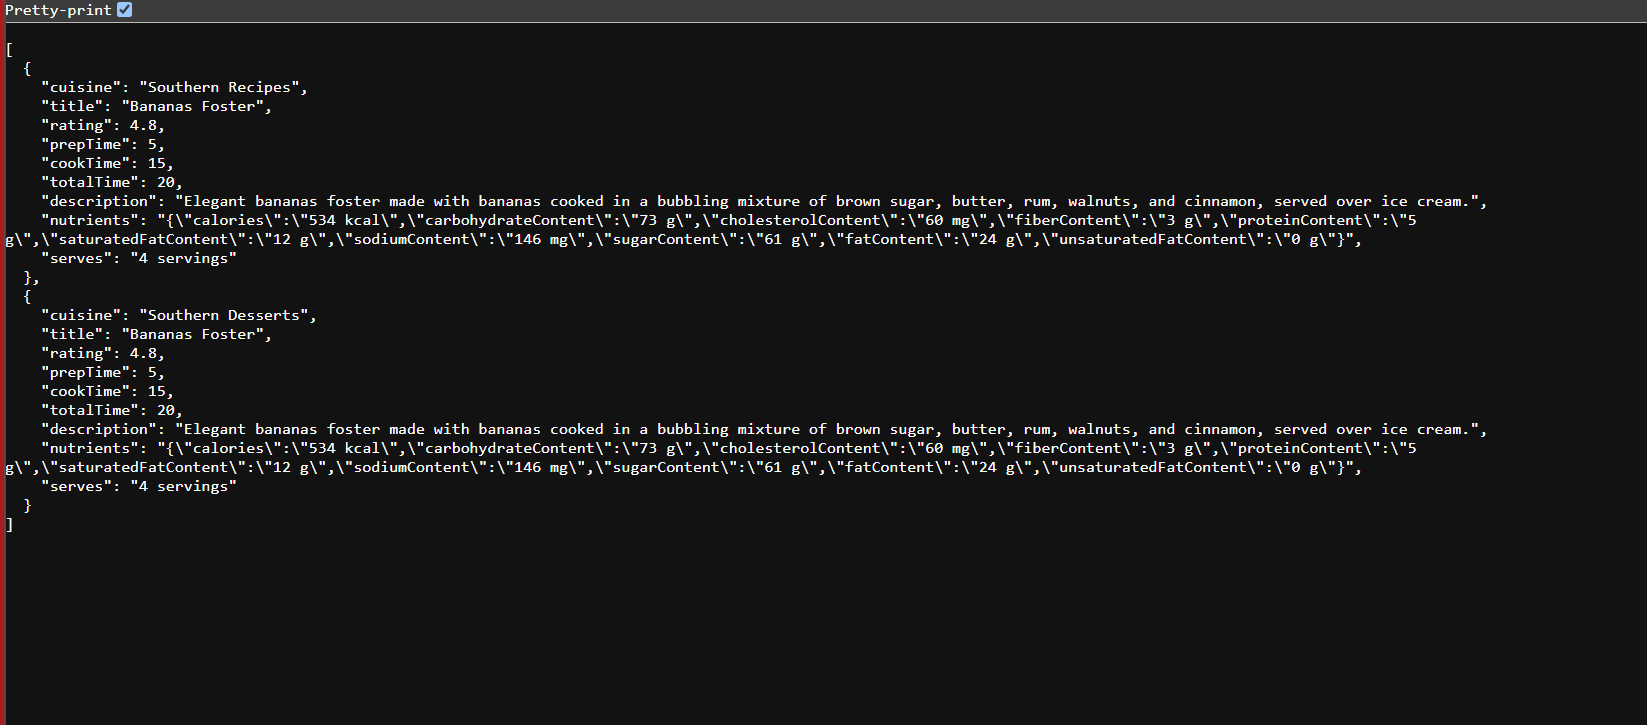 Pretty-print
[
  {
    "cuisine": "Southern Recipes",
    "title": "Bananas Foster",
    "rating": 4.8,
    "prepTime": 5,
    "cookTime": 15,
    "totalTime": 20,
    "description": "Elegant bananas foster made with bananas cooked in a bubbling mixture of brown sugar, butter, rum, walnuts, and cinnamon, served over ice cream.",
    "nutrients": "{\"calories\":\"534 kcal\",\"carbohydrateContent\":\"73 g\",\"cholesterolContent\":\"60 mg\",\"fiberContent\":\"3 g\",\"proteinContent\":\"5
g\",\"saturatedFatContent\":\"12 g\",\"sodiumContent\":\"146 mg\",\"sugarContent\":\"61 g\",\"fatContent\":\"24 g\",\"unsaturatedFatContent\":\"0 g\"}",
    "serves": "4 servings"
  },
  {
    "cuisine": "Southern Desserts",
    "title": "Bananas Foster",
    "rating": 4.8,
    "prepTime": 5,
    "cookTime": 15,
    "totalTime": 20,
    "description": "Elegant bananas foster made with bananas cooked in a bubbling mixture of brown sugar, butter, rum, walnuts, and cinnamon, served over ice cream.",
    "nutrients": "{\"calories\":\"534 kcal\",\"carbohydrateContent\":\"73 g\",\"cholesterolContent\":\"60 mg\",\"fiberContent\":\"3 g\",\"proteinContent\":\"5
g\",\"saturatedFatContent\":\"12 g\",\"sodiumContent\":\"146 mg\",\"sugarContent\":\"61 g\",\"fatContent\":\"24 g\",\"unsaturatedFatContent\":\"0 g\"}",
    "serves": "4 servings"
  }
]